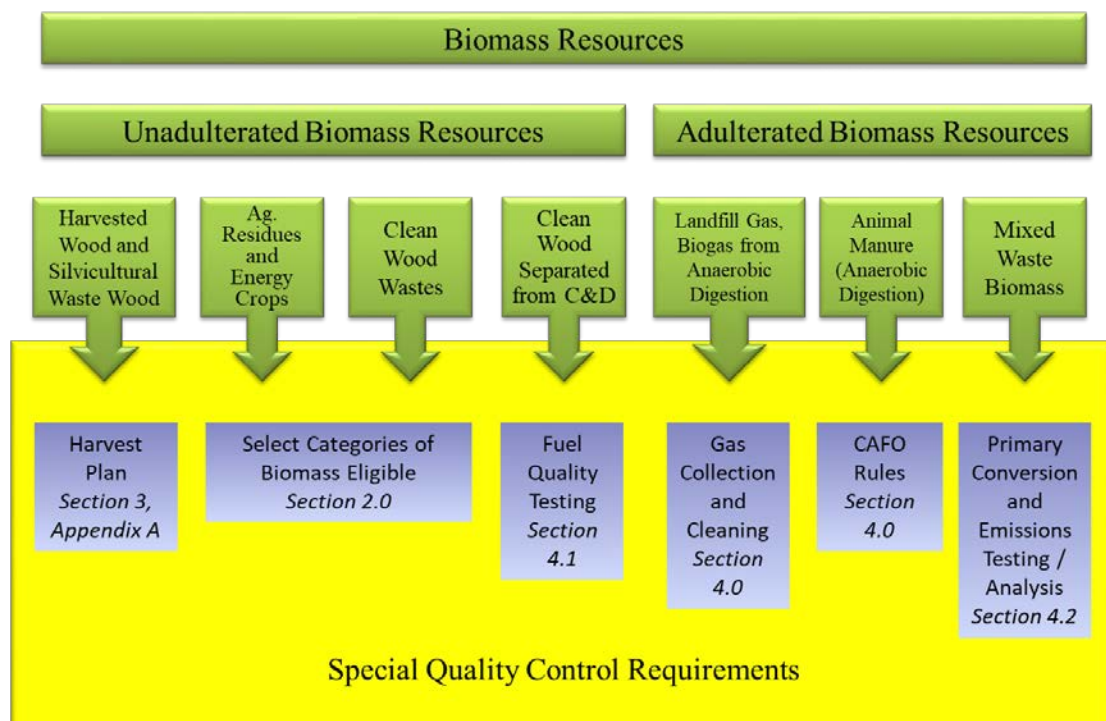 Biomass Resources
Unadulterated Biomass Resources
Adulterated Biomass Resources
Harvested
Wood and
Silvicultural
Waste Wood
Ag.
Residues
and
Energy
Crops
Clean
Wood
Wastes
Clean
Wood
Separated
from C&D
Landfill Gas,
Biogas from
Anaerobic
Digestion
Animal
Manure
(Anaerobic
Digestion)
Mixed
Waste
Biomass
Harvest
Plan
Section 3,
Appendix A
Select Categories of
Biomass Eligible
Section 2.0
Fuel
Quality
Testing
Section
4.1
Gas
Collection
and
Cleaning
Section
4.0
CAFO
Rules
Section
4.0
Primary
Conversion
and
Emissions
Testing /
Analysis
Section 4.2
Special Quality Control Requirements